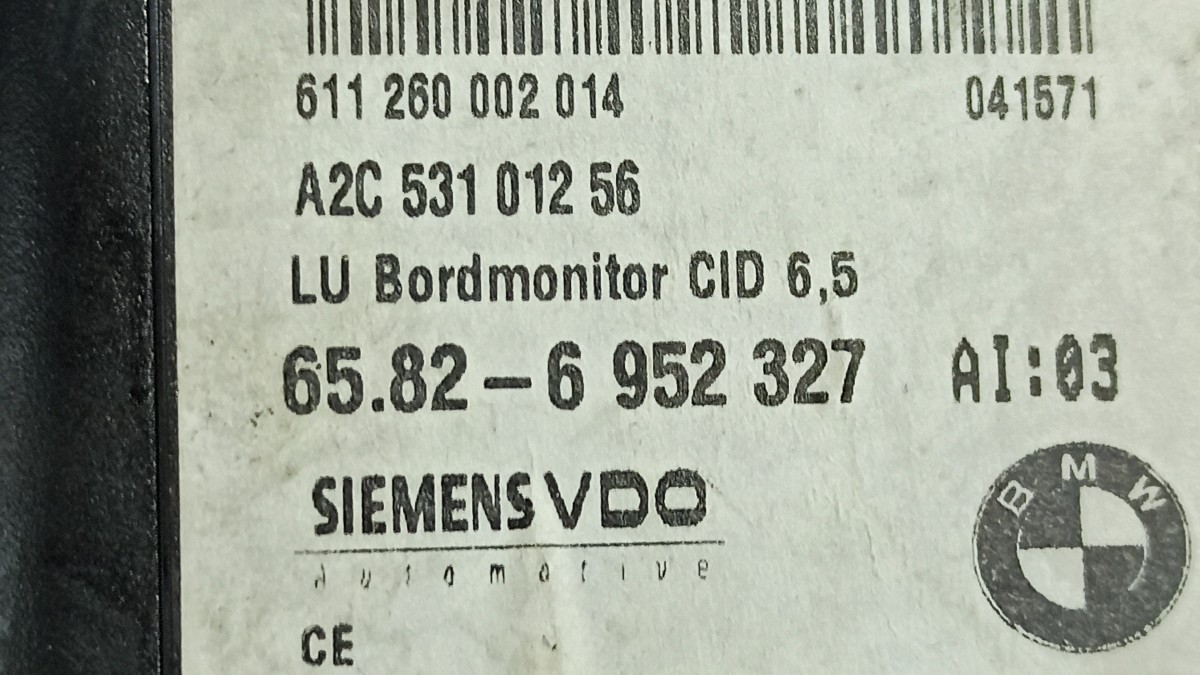 611 260 002 014 041571
A2C 531 012 56
LU Bordmonitor CID 6,5
65.82-6 952 327 AI:03
SIEMENS VDO
Automotive
BMW
CE